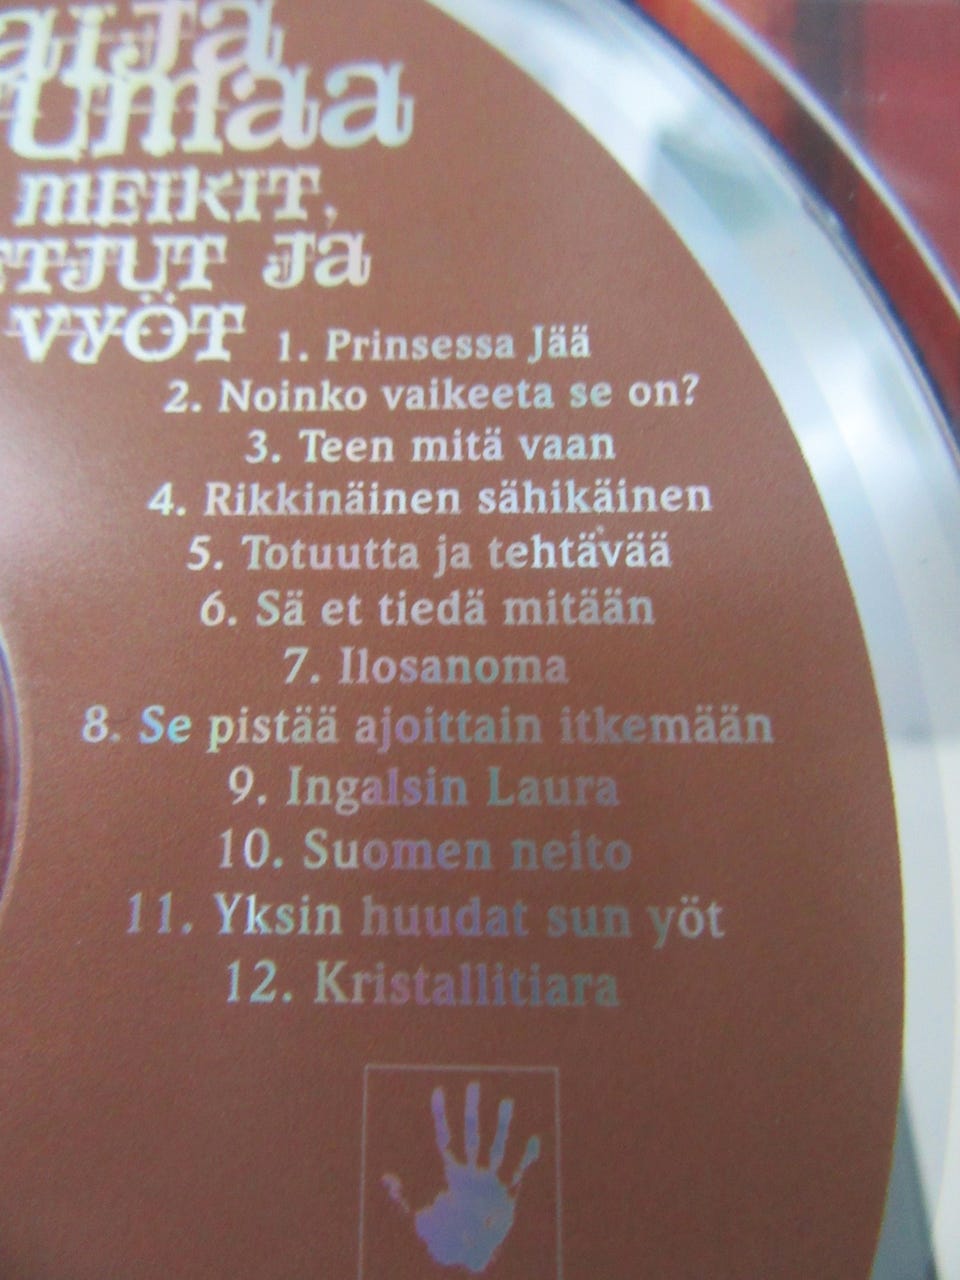 MEIKIT,
JA
VYÖT
1. Prinsessa Jää
2. Noinko vaikeeta se on?
3. Teen mitä vaan
4. Rikkinäinen sähikäinen
5. Totuutta ja tehtävää
6. Sä et tiedä mitään
7. Ilosanoma
8. Se pistää ajoittain itkemään
9. Ingalsin Laura
10. Suomen neito
11. Yksin huudat sun yöt
12. Kristallitiara